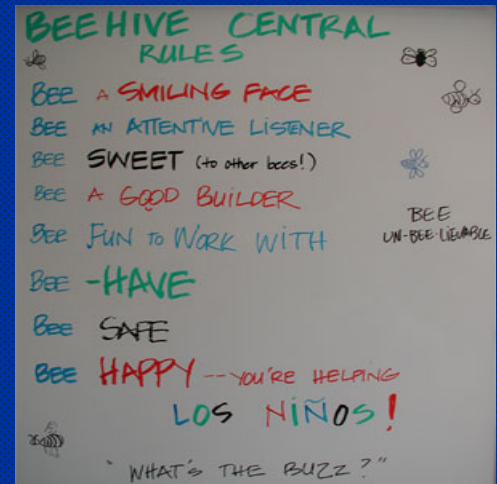 BEEHIVE CENTRAL
RULES
BEE A SMILING FACE
BEE AN ATTENTIVE LISTENER
BEE SWEET (to other bees!)
BEE A GOOD BUILDER
BEE FUN TO WORK WITH
BEE
UN-BEE-LIEVABLE
BEE -HAVE
BEE SAFE
BEE HAPPY -- YOU'RE HELPING
LOS NIÑOS!
"WHAT'S THE BUZZ?"